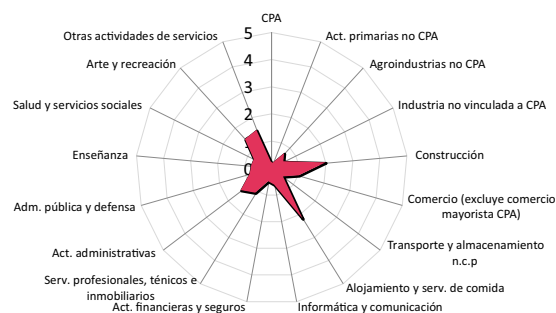 CPA
Act. primarias no CPA
Agroindustrias no CPA
Industria no vinculada a CPA
Construcción
Comercio (excluye comercio
mayorista CPA)
Transporte y almacenamiento
n.c.p
Alojamiento y serv. de comida
Informática y comunicación
Act. financieras y seguros
Serv. profesionales, ténicos e
inmobiliarios
Act. administrativas
Adm. pública y defensa
Enseñanza
Salud y servicios sociales
Arte y recreación
Otras actividades de servicios
5
4
3
2
1
0